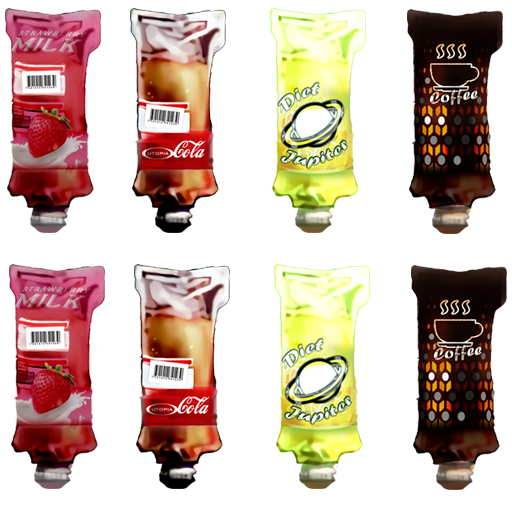 STRAWBERRY
MILK
UTOPIA Cola
Diet
Jupiter
Coffee
STRAWBERRY
MILK
UTOPIA Cola
Diet
Jupiter
Coffee